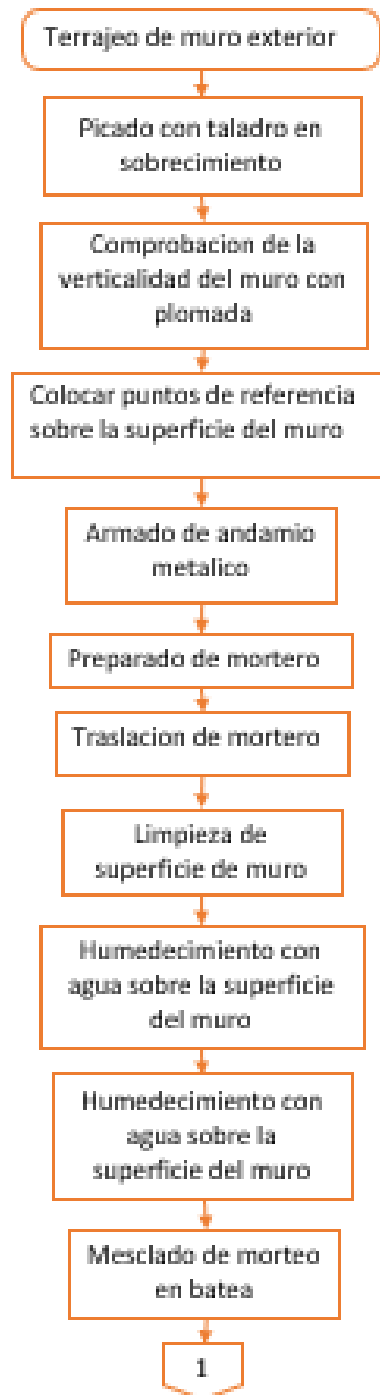 Terrajeo de muro exterior
Picado con taladro en
sobrecimiento
Comprobacion de la
verticalidad del muro con
plomada
Colocar puntos de referencia
sobre la superficie del muro
Armado de andamio
metalico
Preparado de mortero
Traslacion de mortero
Limpieza de
superficie de muro
Humedecimiento con
agua sobre la superficie
del muro
Humedecimiento con
agua sobre la
superficie del muro
Mesclado de morteo
en batea
1